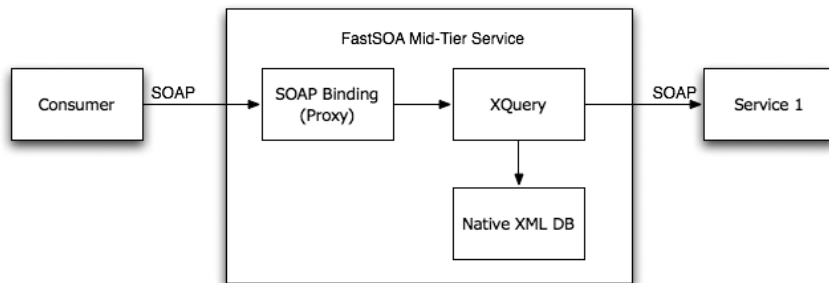 FastSOA Mid-Tier Service
Consumer
SOAP
SOAP Binding
(Proxy)
XQuery
SOAP
Service 1
Native XML DB